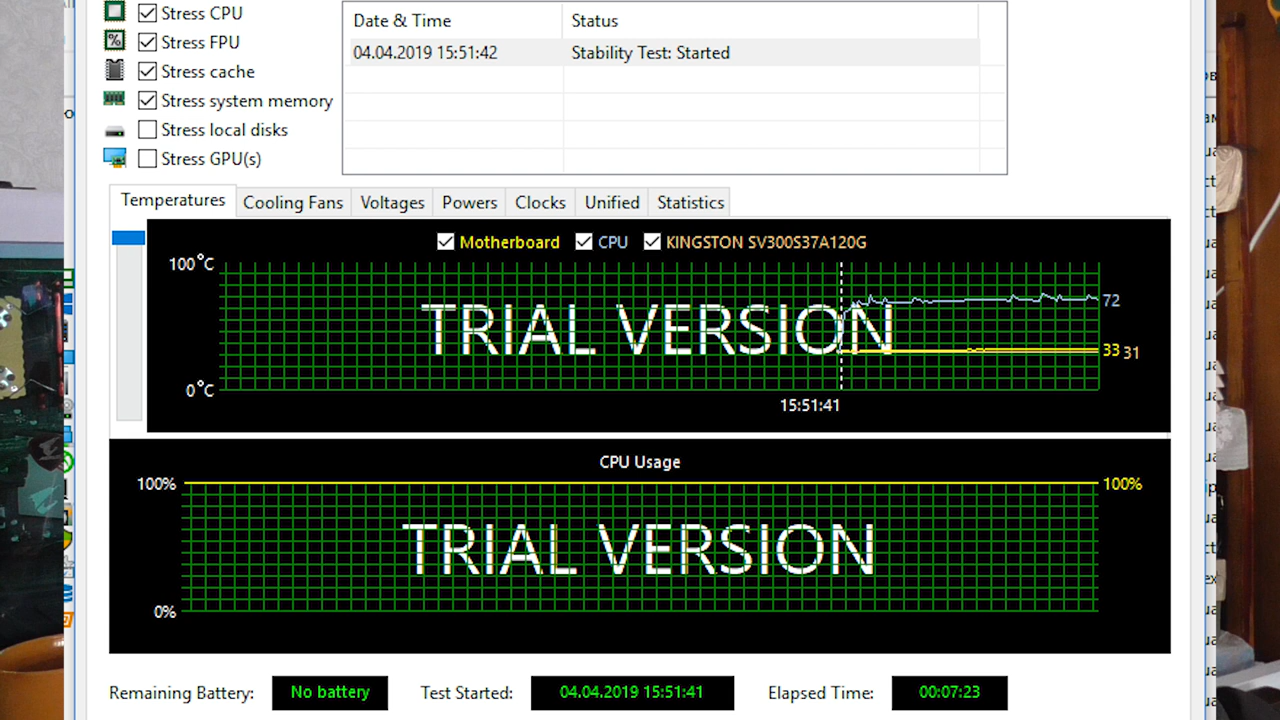 Stress CPU
Stress FPU
Stress cache
Stress system memory
Stress local disks
Stress GPU(s)
Date & Time Status
04.04.2019 15:51:42 Stability Test: Started
Temperatures Cooling Fans Voltages Powers Clocks Unified Statistics
Motherboard CPU KINGSTON SV300S37A120G
100°C
TRIAL VERSION
72
33 31
0°C
15:51:41
CPU Usage
100% 100%
TRIAL VERSION
0%
Remaining Battery: No battery Test Started: 04.04.2019 15:51:41 Elapsed Time: 00:07:23